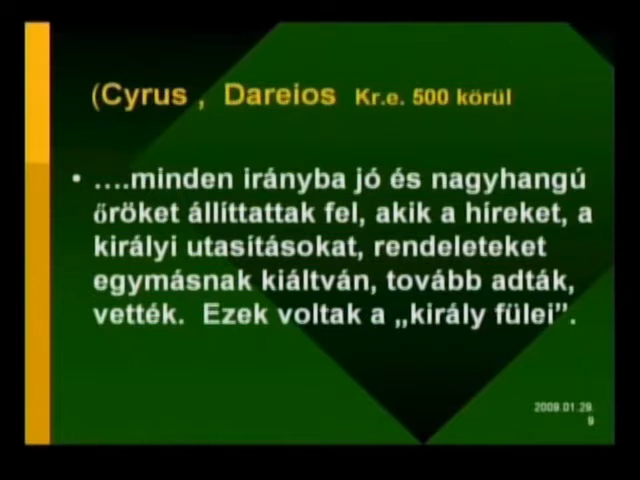 (Cyrus , Dareios Kr.e. 500 körül
• ….minden irányba jó és nagyhangú
őröket állíttattak fel, akik a híreket, a
királyi utasításokat, rendeleteket
egymásnak kiáltván, tovább adták,
vették. Ezek voltak a „király fülei”.
2009.01.29.
9